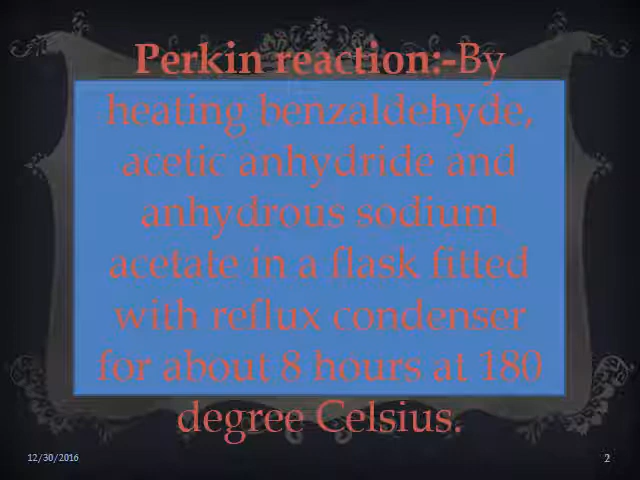 Perkin reaction:-By
heating benzaldehyde,
acetic anhydride and
anhydrous sodium
acetate in a flask fitted
with reflux condenser
for about 8 hours at 180
degree Celsius.
12/30/2016
2